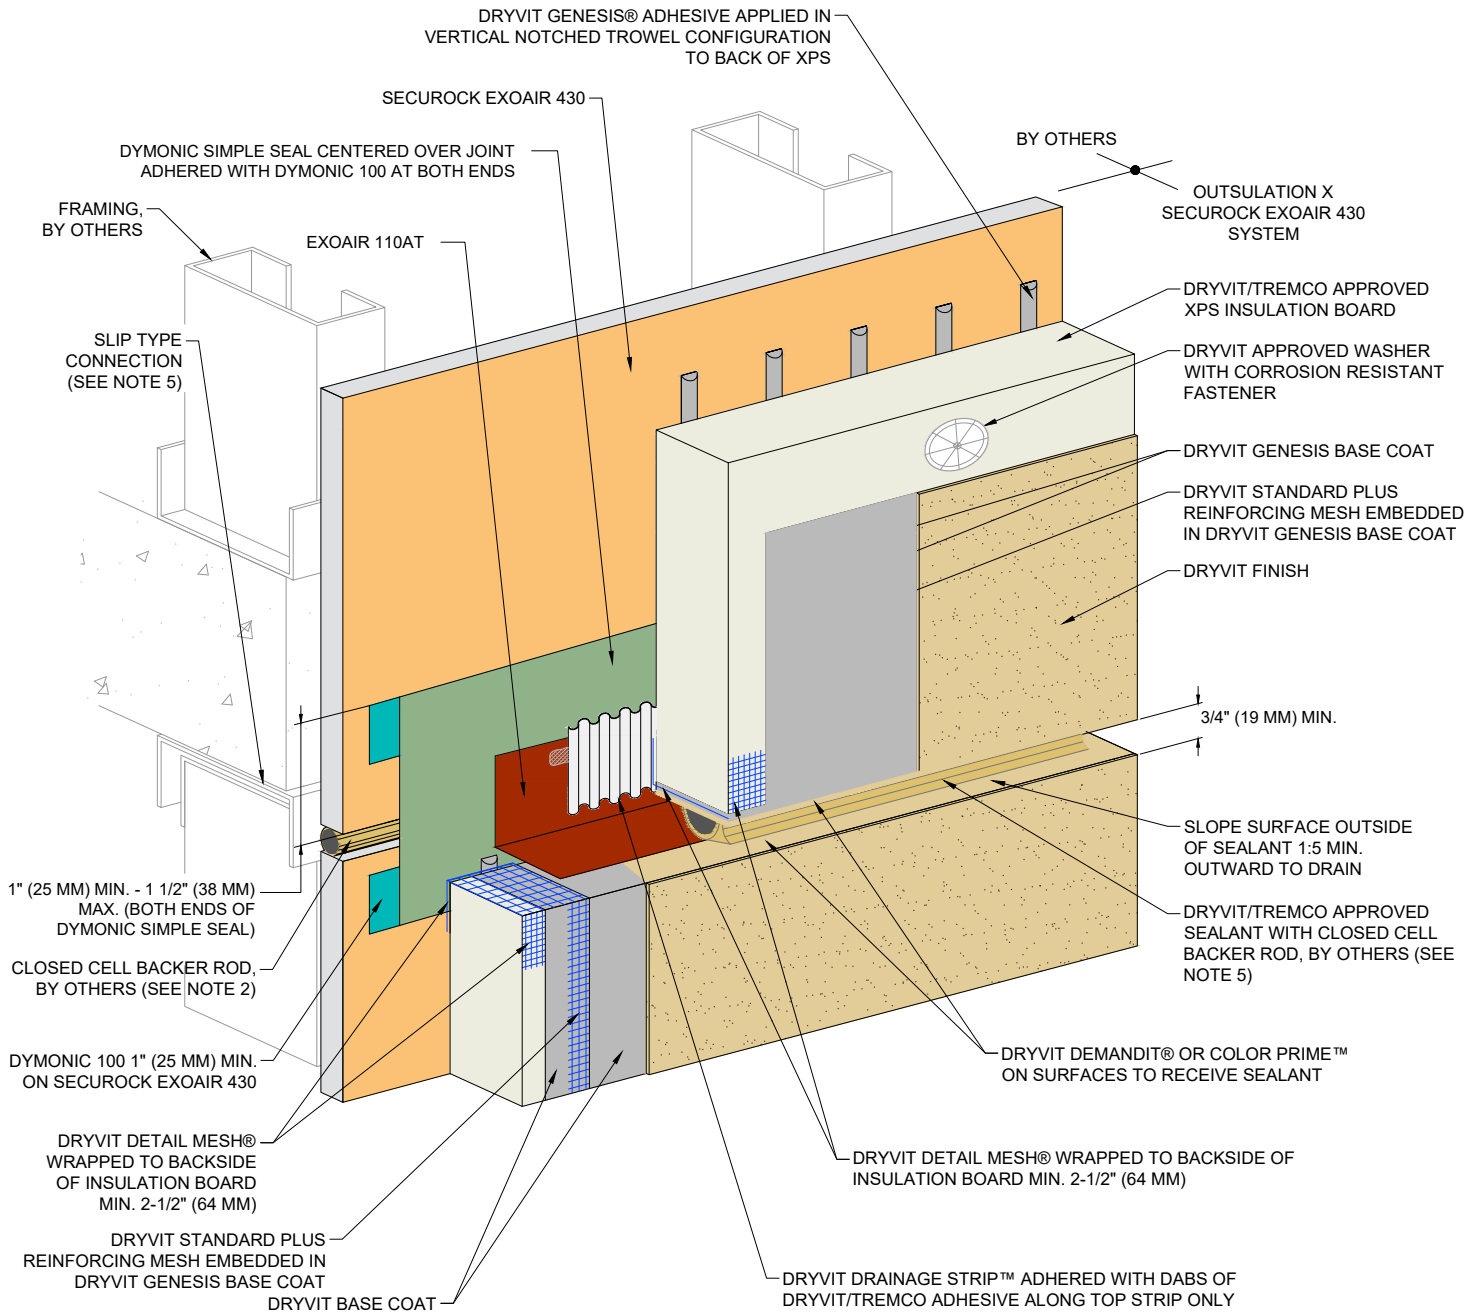 DRYVIT GENESIS® ADHESIVE APPLIED IN
VERTICAL NOTCHED TROWEL CONFIGURATION
TO BACK OF XPS
SECUROCK EXOAIR 430
DYMONIC SIMPLE SEAL CENTERED OVER JOINT
ADHERED WITH DYMONIC 100 AT BOTH ENDS
FRAMING,
BY OTHERS
EXOAIR 110AT
SLIP TYPE
CONNECTION
(SEE NOTE 5)
BY OTHERS
OUTSULATION X
SECUROCK EXOAIR 430
SYSTEM
DRYVIT/TREMCO APPROVED
XPS INSULATION BOARD
DRYVIT APPROVED WASHER
WITH CORROSION RESISTANT
FASTENER
DRYVIT GENESIS BASE COAT
DRYVIT STANDARD PLUS
REINFORCING MESH EMBEDDED
IN DRYVIT GENESIS BASE COAT
DRYVIT FINISH
3/4" (19 MM) MIN.
SLOPE SURFACE OUTSIDE
OF SEALANT 1:5 MIN.
OUTWARD TO DRAIN
DRYVIT/TREMCO APPROVED
SEALANT WITH CLOSED CELL
BACKER ROD, BY OTHERS (SEE
NOTE 5)
DRYVIT DEMANDIT® OR COLOR PRIME™
ON SURFACES TO RECEIVE SEALANT
DRYVIT DETAIL MESH® WRAPPED TO BACKSIDE OF
INSULATION BOARD MIN. 2-1/2" (64 MM)
DRYVIT DRAINAGE STRIP™ ADHERED WITH DABS OF
DRYVIT/TREMCO ADHESIVE ALONG TOP STRIP ONLY
1" (25 MM) MIN. - 1 1/2" (38 MM)
MAX. (BOTH ENDS OF
DYMONIC SIMPLE SEAL)
CLOSED CELL BACKER ROD,
BY OTHERS (SEE NOTE 2)
DYMONIC 100 1" (25 MM) MIN.
ON SECUROCK EXOAIR 430
DRYVIT DETAIL MESH®
WRAPPED TO BACKSIDE
OF INSULATION BOARD
MIN. 2-1/2" (64 MM)
DRYVIT STANDARD PLUS
REINFORCING MESH EMBEDDED IN
DRYVIT GENESIS BASE COAT
DRYVIT BASE COAT